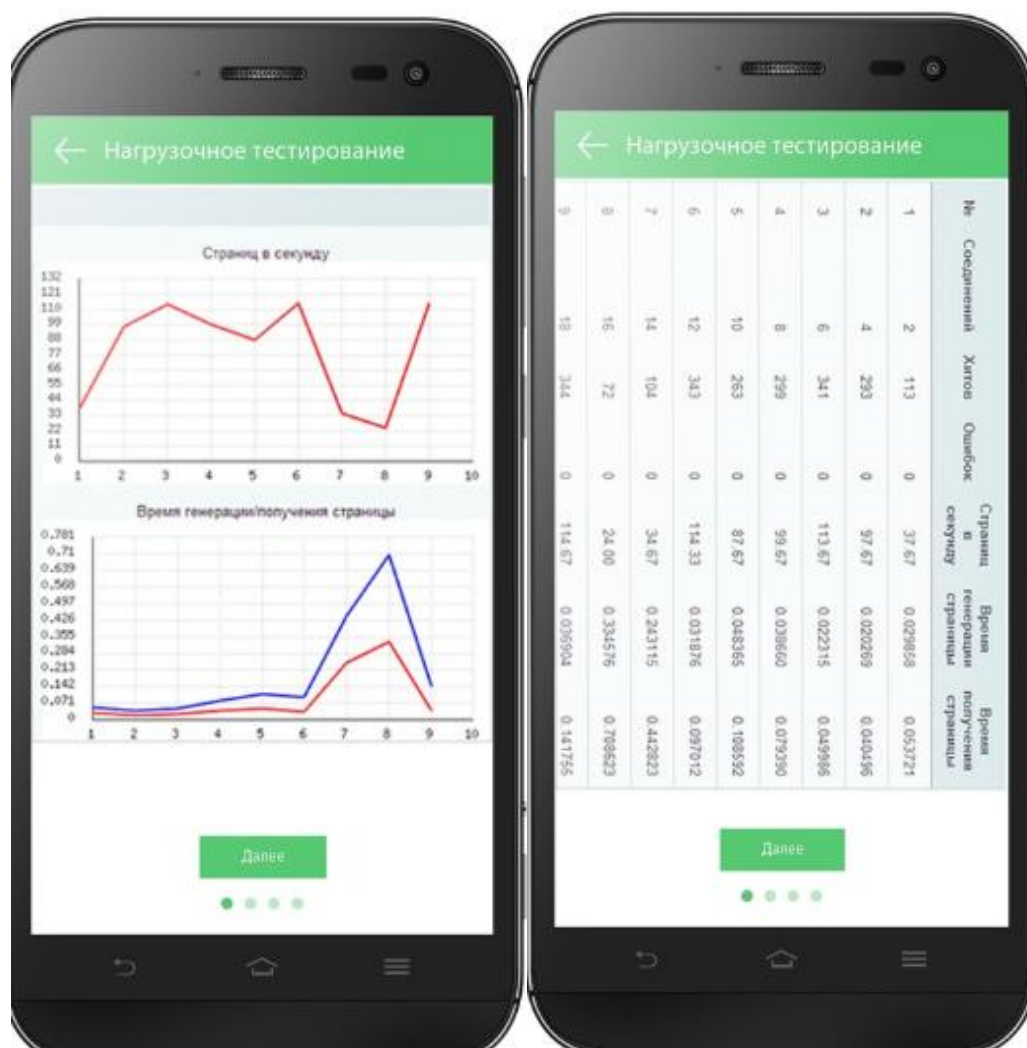 Нагрузочное тестирование
Страниц в секунду
132
121
110
99
88
77
66
55
44
33
22
11
0
1 2 3 4 5 6 7 8 9 10
Время генерации/получения страницы
0.781
0.71
0.639
0.568
0.497
0.426
0.355
0.284
0.213
0.142
0.071
0
1 2 3 4 5 6 7 8 9 10
Далее
Нагрузочное тестирование
№ Соединений Хитов Ошибок Страниц в секунду Время генерации страницы Время получения страницы
1 2 113 0 37.67 0.029858 0.053721
2 4 293 0 97.67 0.020269 0.040496
3 6 341 0 113.67 0.022315 0.049986
4 8 299 0 99.67 0.038660 0.079390
5 10 263 0 87.67 0.048365 0.108592
6 12 343 0 114.33 0.031876 0.097012
7 14 104 0 34.67 0.243115 0.442823
8 16 72 0 24.00 0.334576 0.708623
9 18 344 0 114.67 0.036904 0.141755
Далее